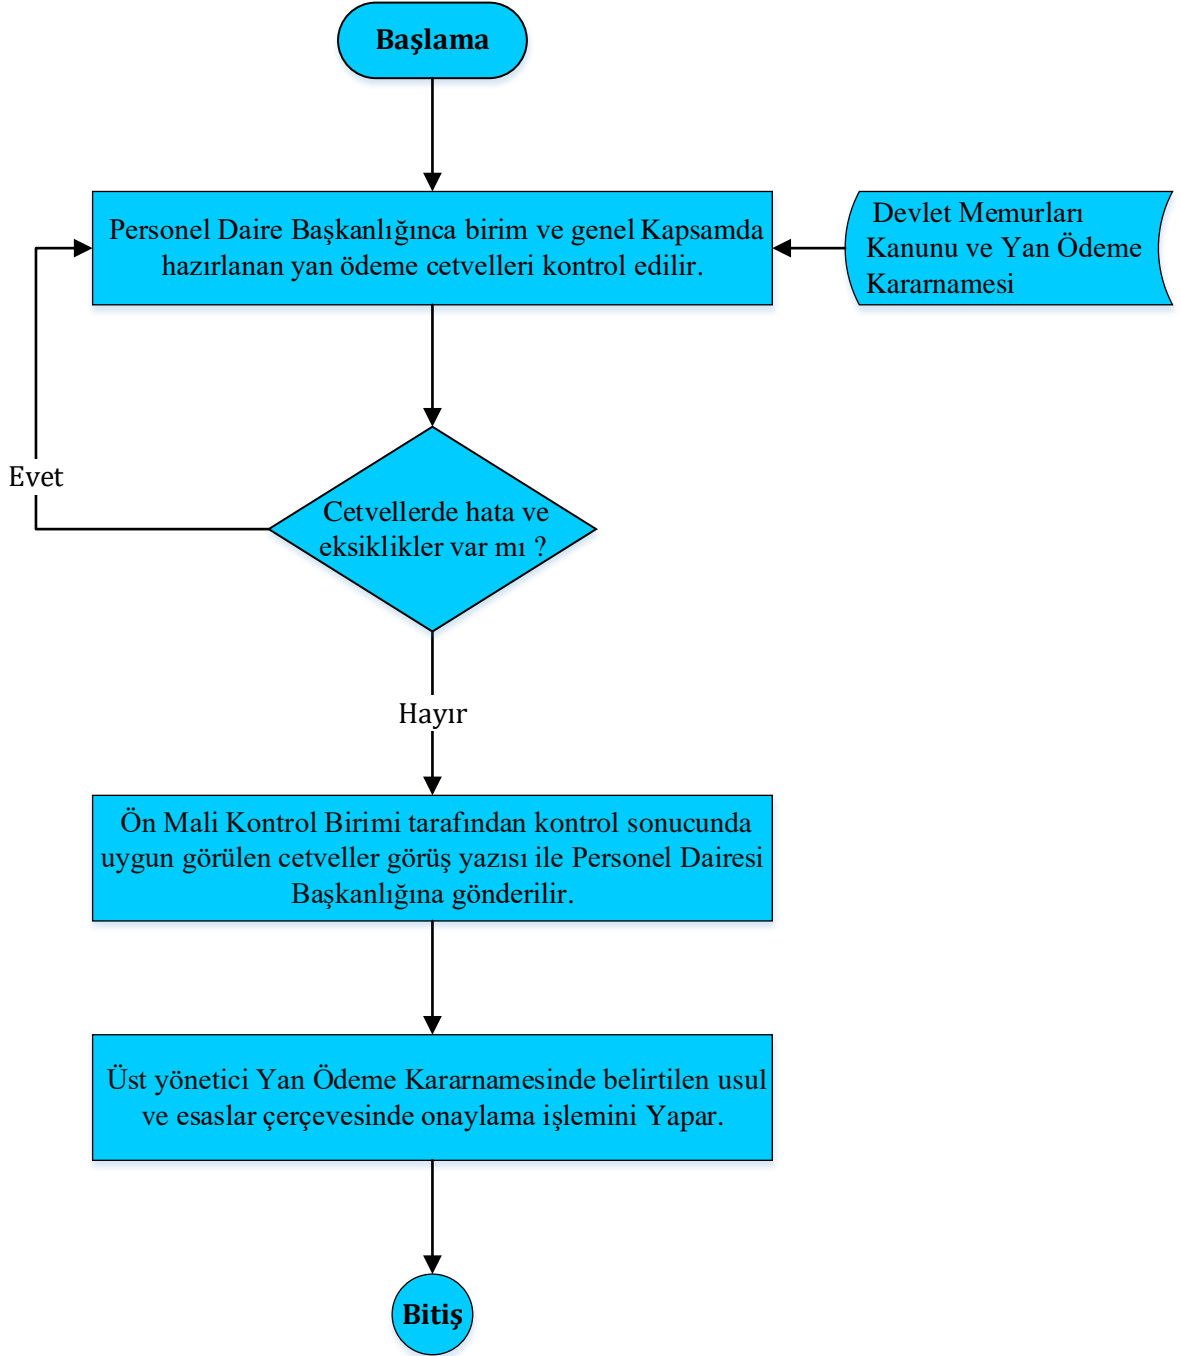 Başlama
Personel Daire Başkanlığınca birim ve genel Kapsamda
hazırlanan yan ödeme cetvelleri kontrol edilir.
Devlet Memurları
Kanunu ve Yan Ödeme
Kararnamesi
Evet
Cetvellerde hata ve
eksiklikler var mı ?
Hayır
Ön Mali Kontrol Birimi tarafından kontrol sonucunda
uygun görülen cetveller görüş yazısı ile Personel Dairesi
Başkanlığına gönderilir.
Üst yönetici Yan Ödeme Kararnamesinde belirtilen usul
ve esaslar çerçevesinde onaylama işlemini Yapar.
Bitiş